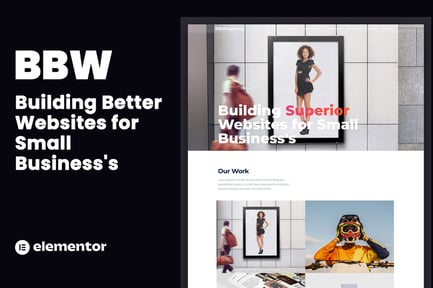 BBW
Building Better
Websites for
Small
Business's
elementor
Building Superior
Websites for Small
Business's
Our Work